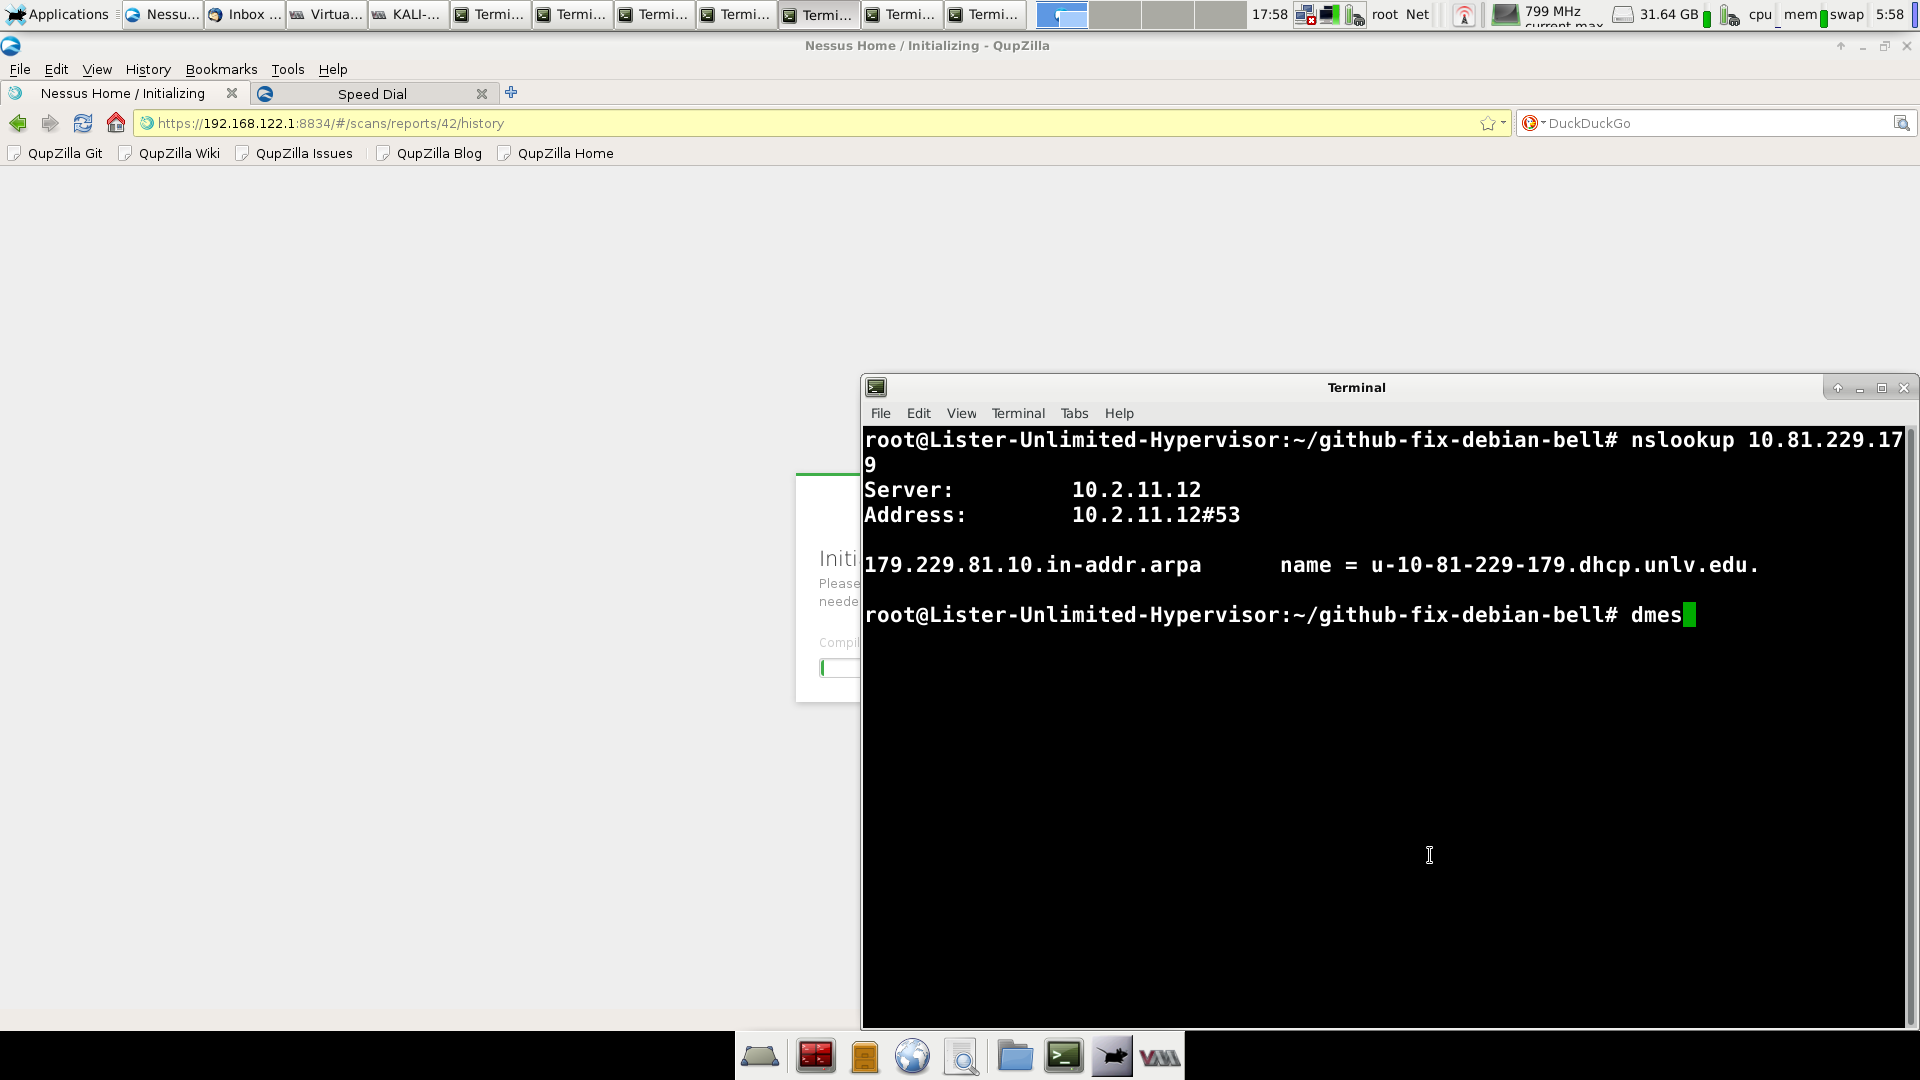 Applications
Nessu...
Inbox ...
Virtua...
KALI-...
Termi...
Termi...
Termi...
Termi...
Termi...
Termi...
Termi...
17:58
root
Net
799 MHz
31.64 GB
cpu
mem
swap
5:58
Nessus Home / Initializing - QupZilla
File Edit View History Bookmarks Tools Help
Nessus Home / Initializing
Speed Dial
https://192.168.122.1:8834/#/scans/reports/42/history
DuckDuckGo
QupZilla Git
QupZilla Wiki
QupZilla Issues
QupZilla Blog
QupZilla Home
Initi
Please
neede
Compil
Terminal
File Edit View Terminal Tabs Help
root@Lister-Unlimited-Hypervisor:~/github-fix-debian-bell# nslookup 10.81.229.17
9
Server: 10.2.11.12
Address: 10.2.11.12#53
179.229.81.10.in-addr.arpa name = u-10-81-229-179.dhcp.unlv.edu.
root@Lister-Unlimited-Hypervisor:~/github-fix-debian-bell# dmes